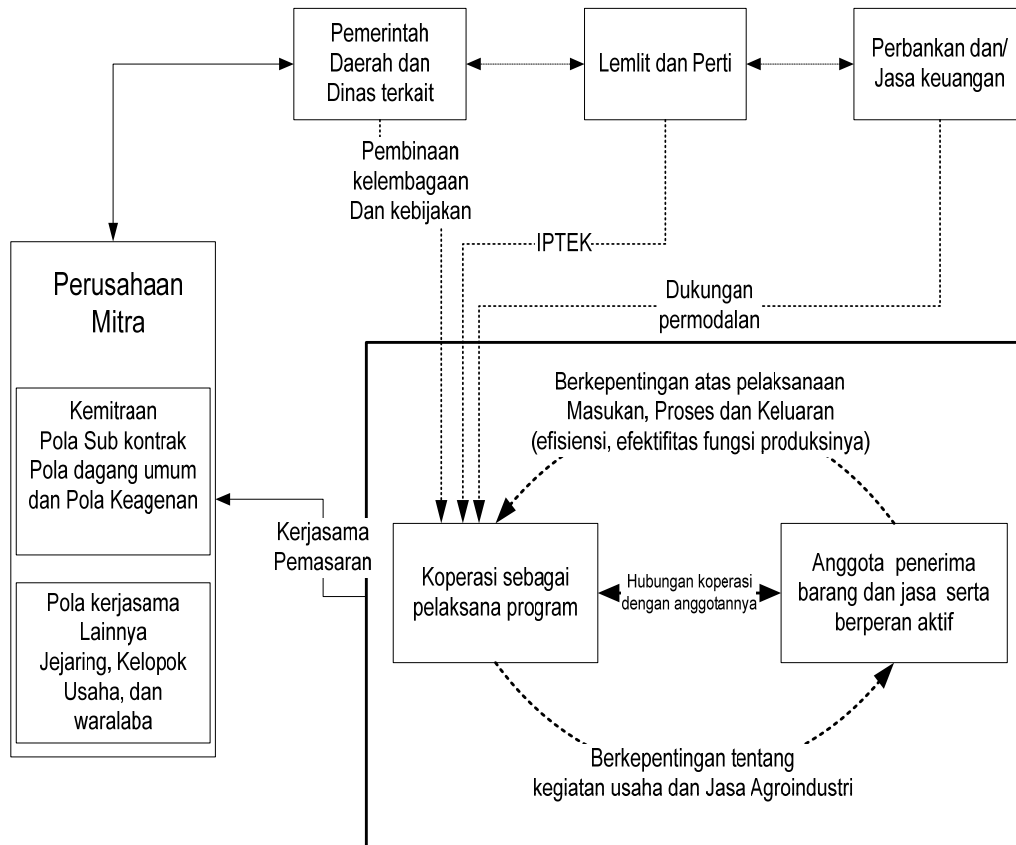 Pemerintah
Daerah dan
Dinas terkait
Lemlit dan Perti
Perbankan dan/
Jasa keuangan
Pembinaan
kelembagaan
Dan kebijakan
IPTEK
Dukungan
permodalan
Perusahaan
Mitra
Kemitraan
Pola Sub kontrak
Pola dagang umum
dan Pola Keagenan
Pola kerjasama
Lainnya
Jejaring, Kelopok
Usaha, dan
waralaba
Kerjasama
Pemasaran
Berkepentingan atas pelaksanaan
Masukan, Proses dan Keluaran
(efisiensi, efektifitas fungsi produksinya)
Koperasi sebagai
pelaksana program
Hubungan koperasi
dengan anggotannya
Anggota penerima
barang dan jasa serta
berperan aktif
Berkepentingan tentang
kegiatan usaha dan Jasa Agroindustri